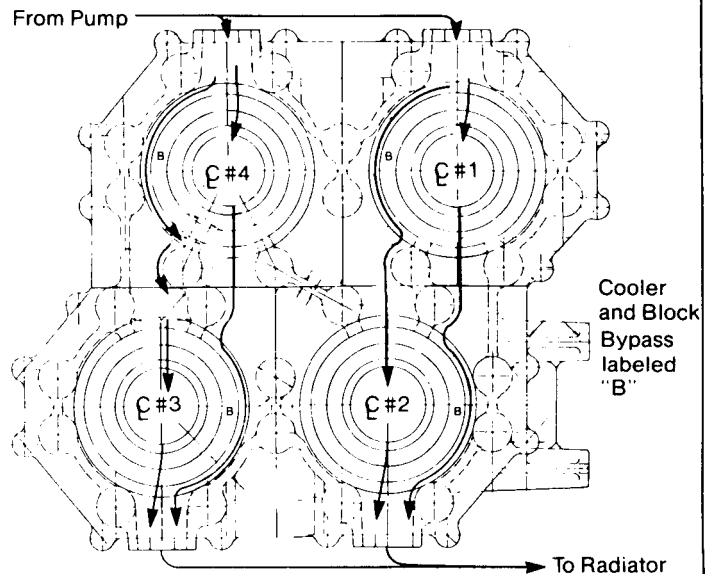 From Pump
B
B
℄ #4
℄ #1
Cooler
and Block
Bypass
labeled
"B"
℄ #3
B
℄ #2
B
To Radiator